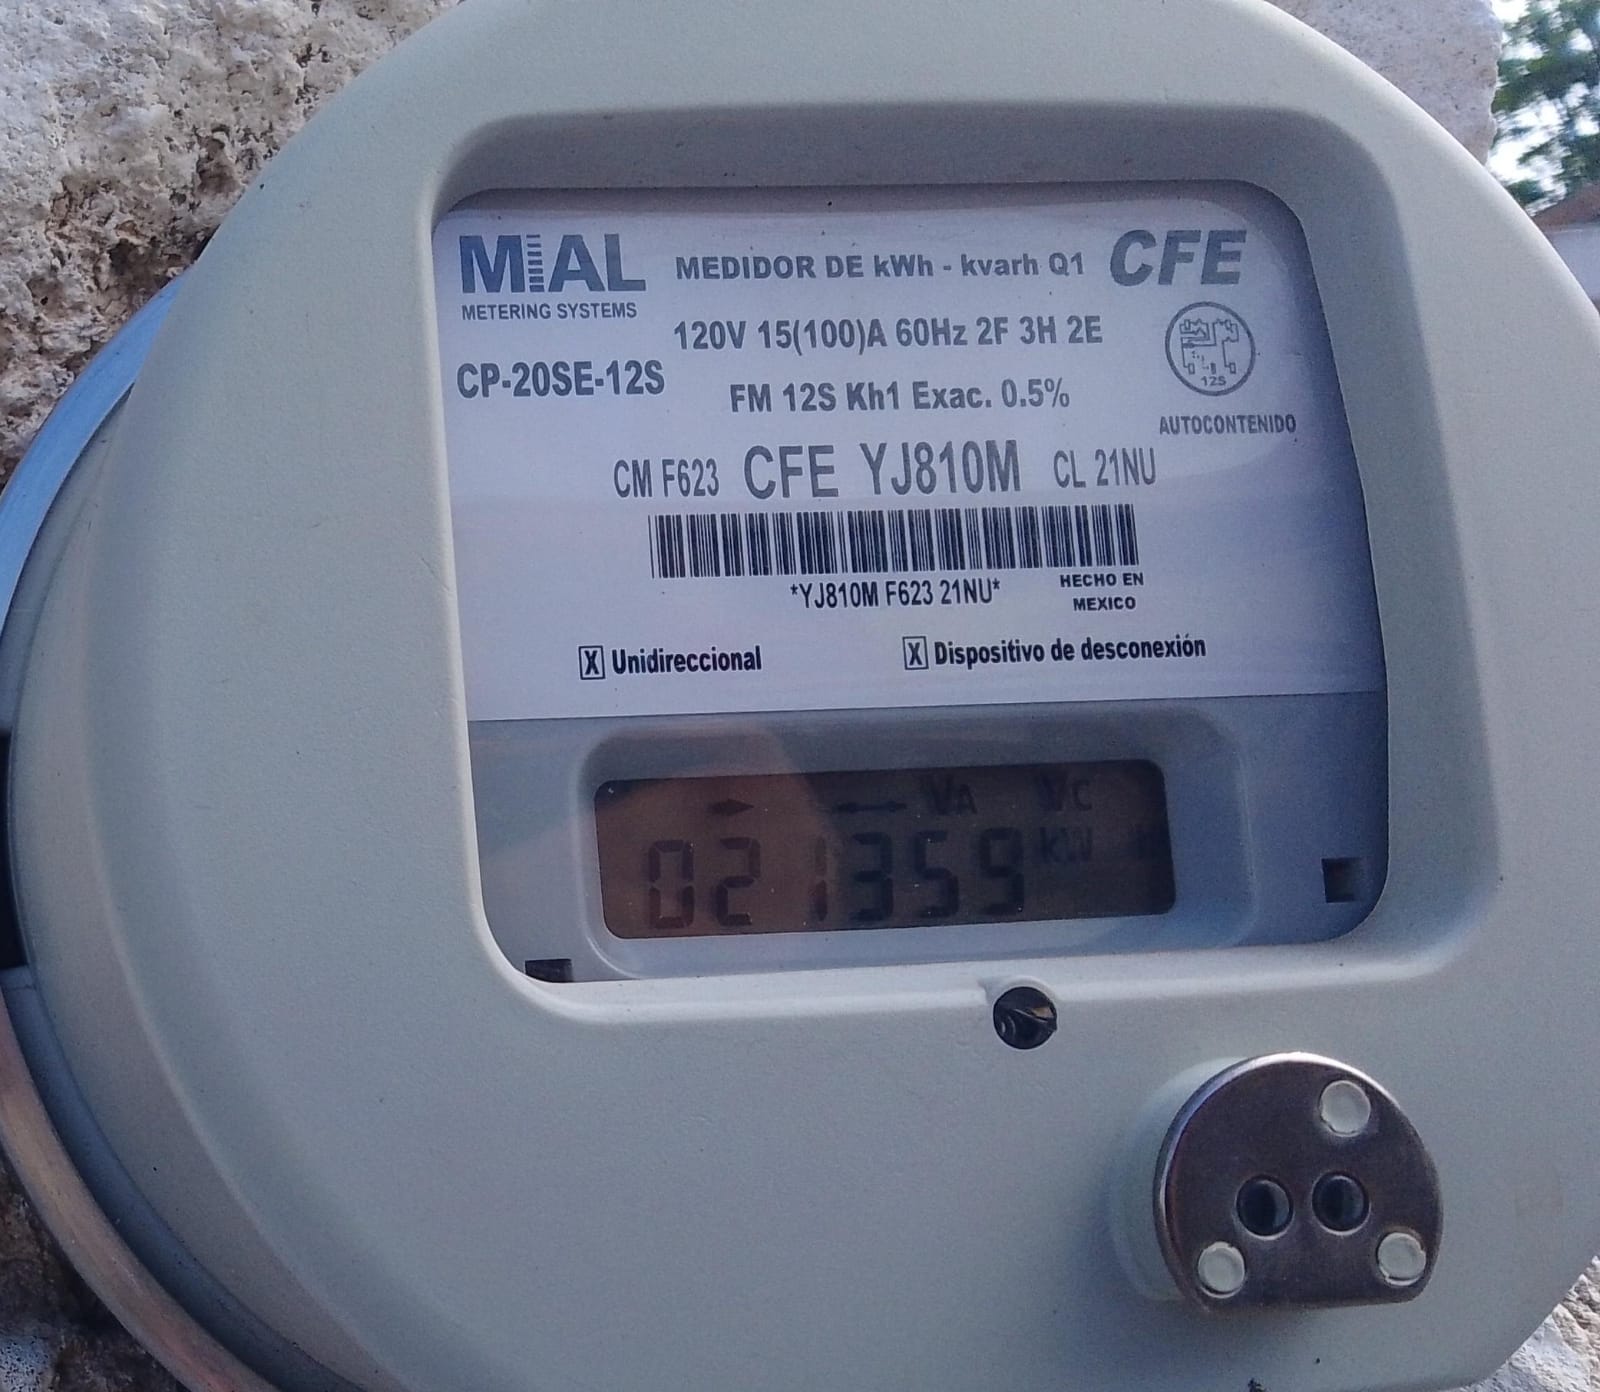 MIAL
METERING SYSTEMS
MEDIDOR DE kWh - kvarh Q1
CFE
120V 15(100)A 60Hz 2F 3H 2E
CP-20SE-12S
FM 12S Kh1 Exac. 0.5%
12S
AUTOCONTENIDO
CM F623 CFE YJ810M CL 21NU
*YJ810M F623 21NU*
HECHO EN
MEXICO
X Unidireccional
X Dispositivo de desconexión
VA VC
021359 kW H